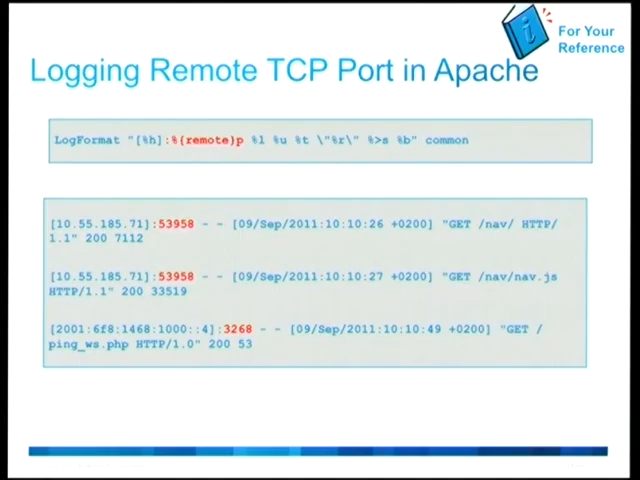 For Your
Reference
Logging Remote TCP Port in Apache
LogFormat "[%h]:%{remote}p %l %u %t \"%r\" %>s %b" common
[10.55.185.71]:53958 - - [09/Sep/2011:10:10:26 +0200] "GET /nav/ HTTP/
1.1" 200 7112
[10.55.185.71]:53958 - - [09/Sep/2011:10:10:27 +0200] "GET /nav/nav.js
HTTP/1.1" 200 33519
[2001:6f8:1468:1000::4]:3268 - - [09/Sep/2011:10:10:49 +0200] "GET /
ping_ws.php HTTP/1.0" 200 53